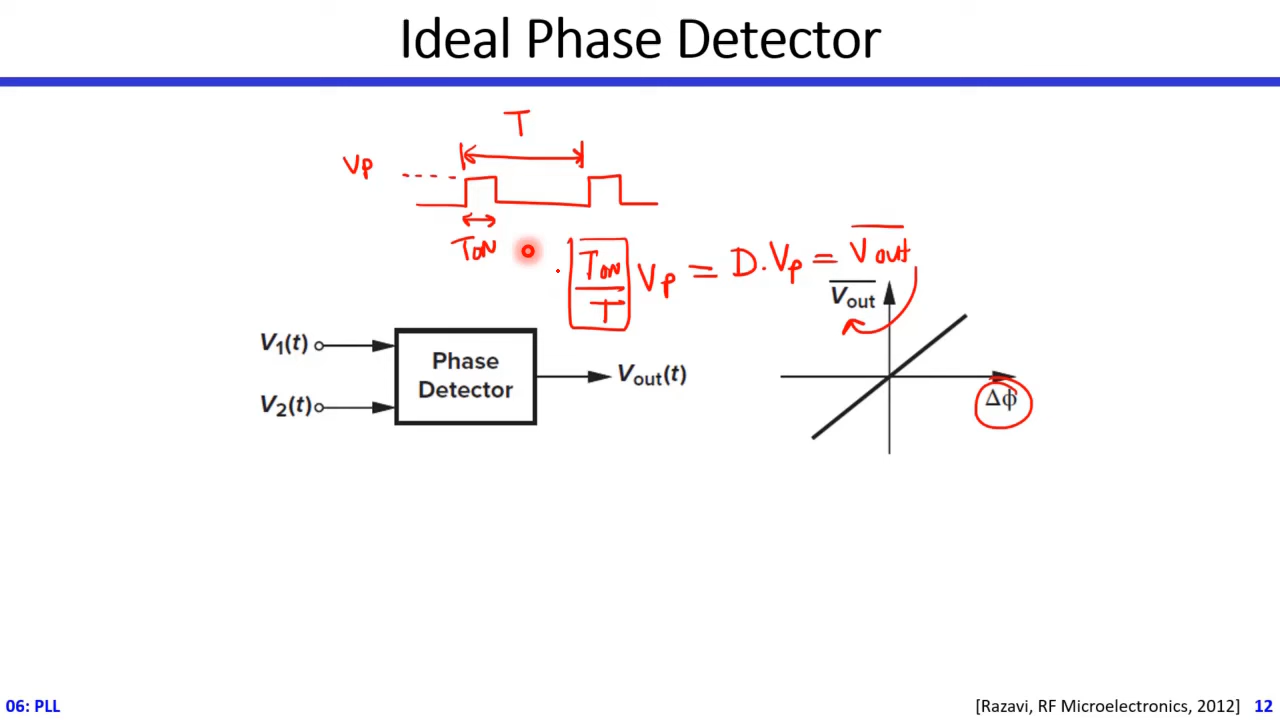 Ideal Phase Detector
T
VP
TON
TON/T VP = D.VP = Vout
Vout
V1(t)
Phase
Detector
Vout(t)
V2(t)
Δϕ
06: PLL
[Razavi, RF Microelectronics, 2012] 12